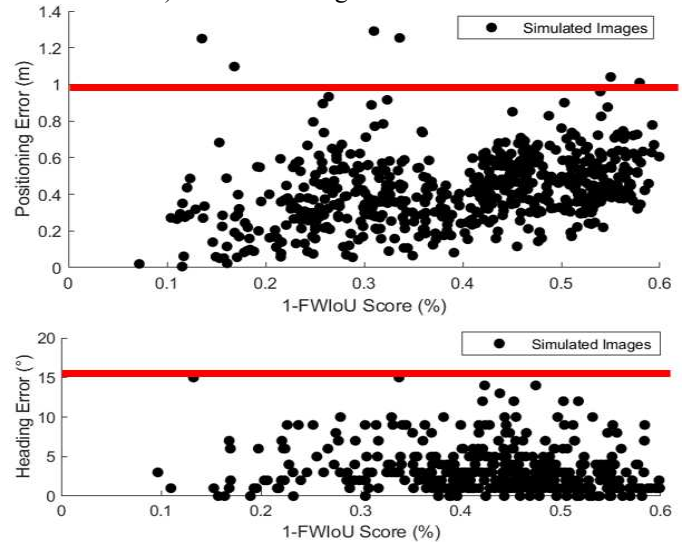 1.4
Simulated Images
1.2
1
0.8
0.6
0.4
0.2
0
Positioning Error (m)
0 0.1 0.2 0.3 0.4 0.5 0.6
1-FWIoU Score (%)
20
Simulated Images
15
10
5
0
Heading Error (°)
0 0.1 0.2 0.3 0.4 0.5 0.6
1-FWIoU Score (%)